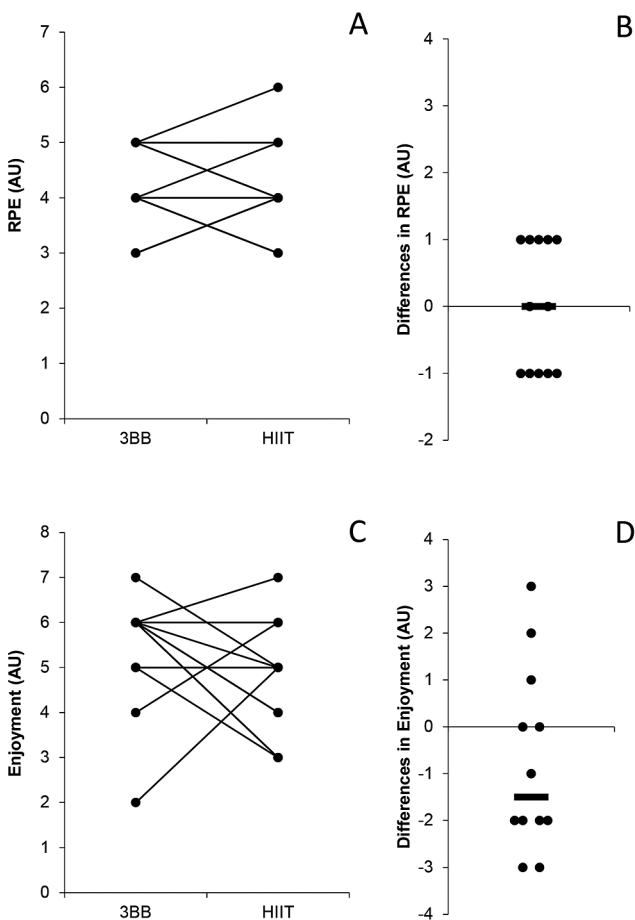 A
RPE (AU)
7
6
5
4
3
2
1
0
3BB
HIIT
B
Differences in RPE (AU)
4
3
2
1
0
-1
-2
C
Enjoyment (AU)
8
7
6
5
4
3
2
1
0
3BB
HIIT
D
Differences in Enjoyment (AU)
4
3
2
1
0
-1
-2
-3
-4